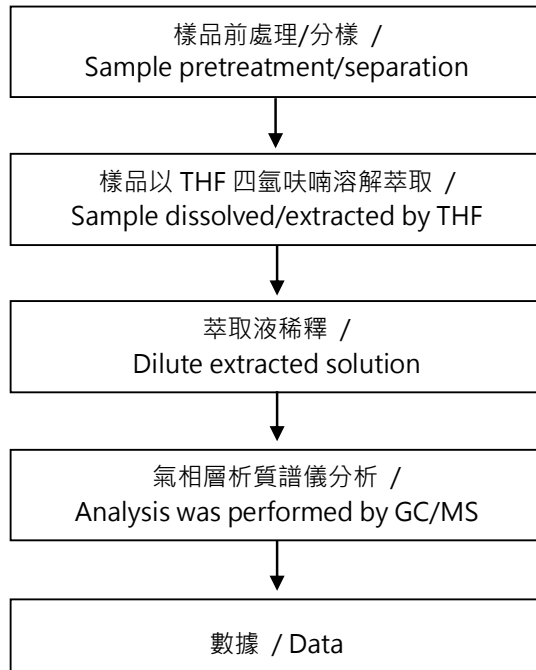 樣品前處理/分樣 /
Sample pretreatment/separation
樣品以 THF 四氫呋喃溶解萃取 /
Sample dissolved/extracted by THF
萃取液稀釋 /
Dilute extracted solution
氣相層析質譜儀分析 /
Analysis was performed by GC/MS
數據 / Data